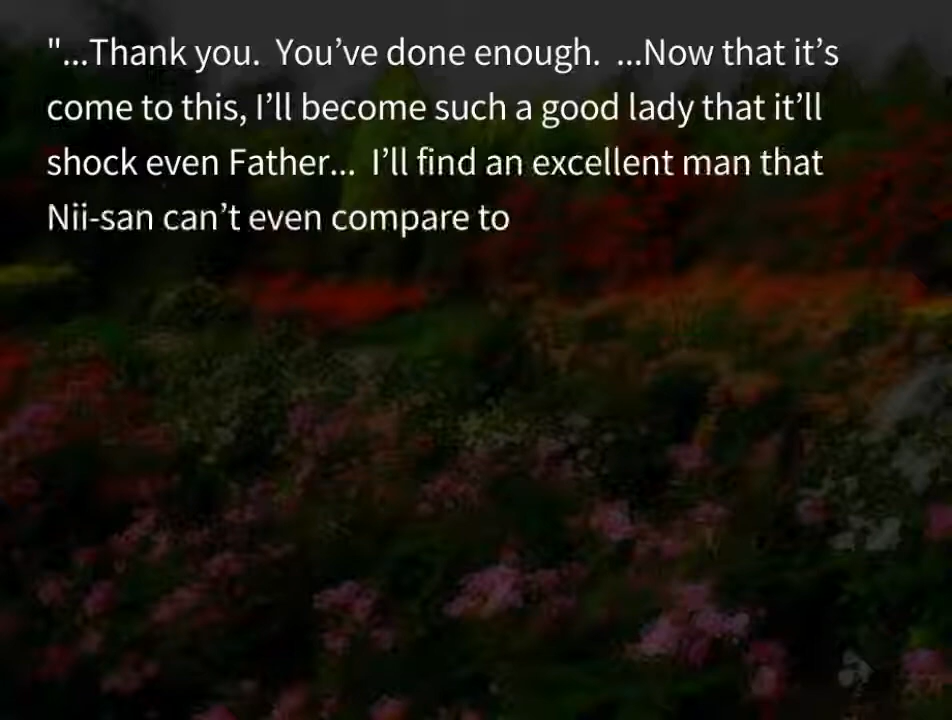 "...Thank you.  You’ve done enough.  ...Now that it’s
come to this, I’ll become such a good lady that it’ll
shock even Father...  I’ll find an excellent man that
Nii-san can’t even compare to